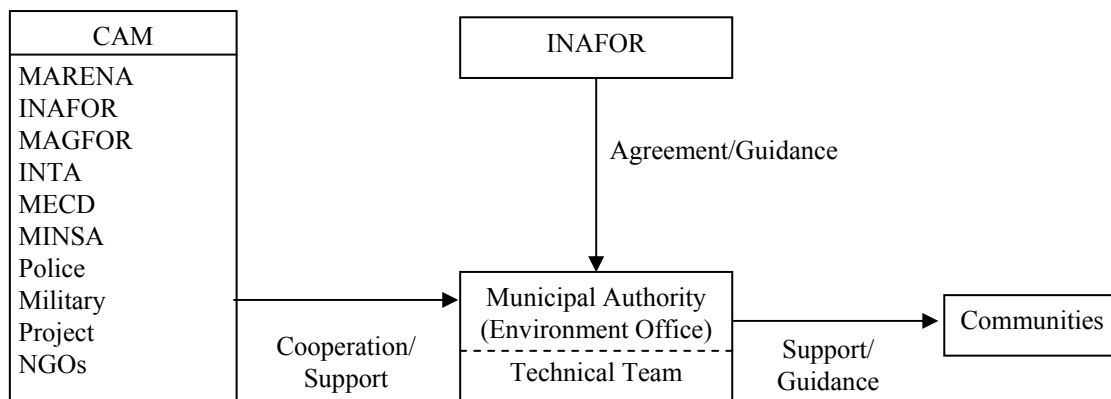 CAM
MARENA
INAFOR
MAGFOR
INTA
MECD
MINSA
Police
Military
Project
NGOs
Cooperation/
Support
INAFOR
Agreement/Guidance
Municipal Authority
(Environment Office)
Technical Team
Support/
Guidance
Communities